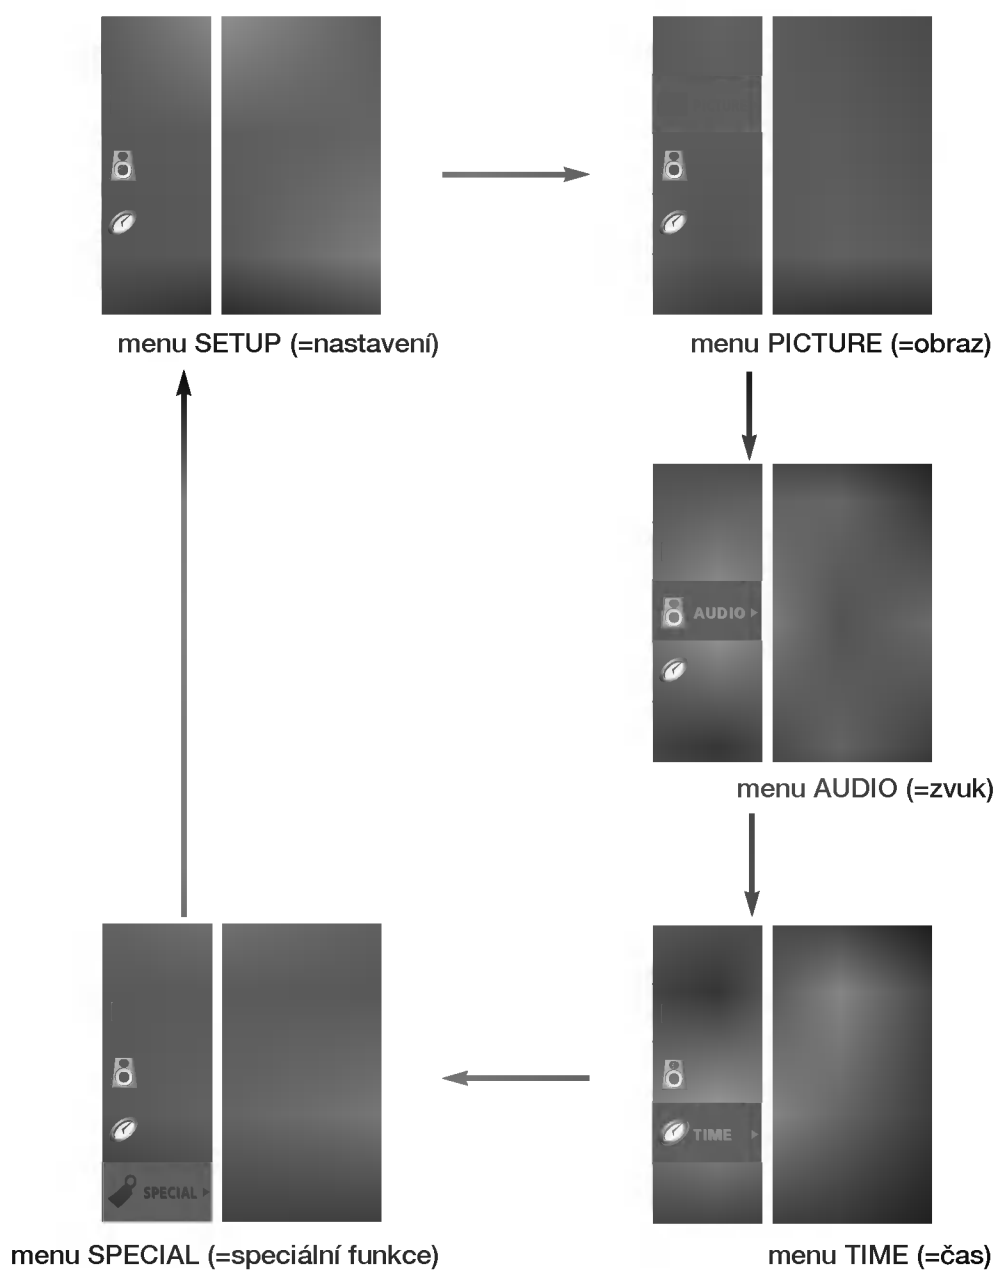 menu SETUP (=nastavení)
menu PICTURE (=obraz)
AUDIO
menu AUDIO (=zvuk)
TIME
SPECIAL
menu SPECIAL (=speciální funkce)
menu TIME (=čas)